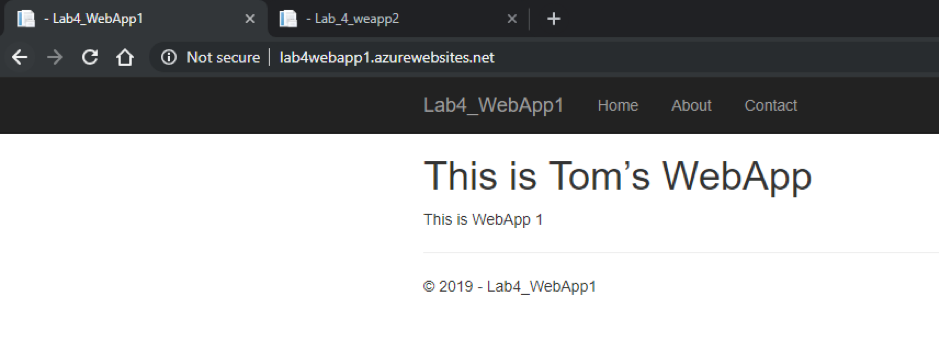 - Lab4_WebApp1
- Lab_4_weapp2
Not secure | lab4webapp1.azurewebsites.net
Lab4_WebApp1 Home About Contact
This is Tom’s WebApp
This is WebApp 1
© 2019 - Lab4_WebApp1